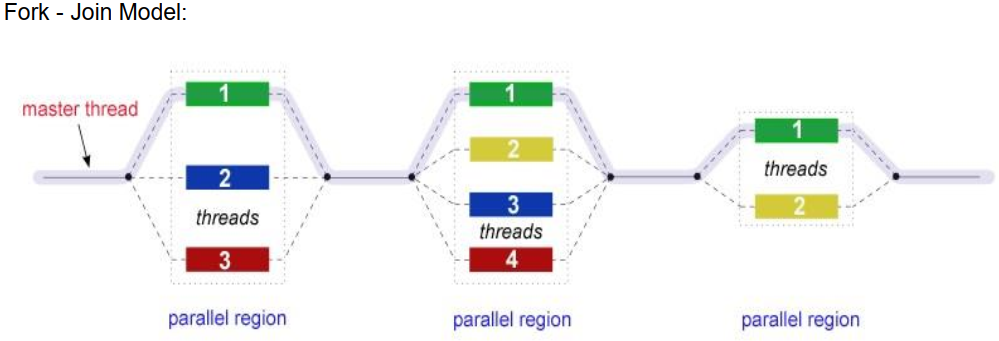 Fork - Join Model:
master thread
1
2
threads
3
parallel region
1
2
3
threads
4
parallel region
1
threads
2
parallel region